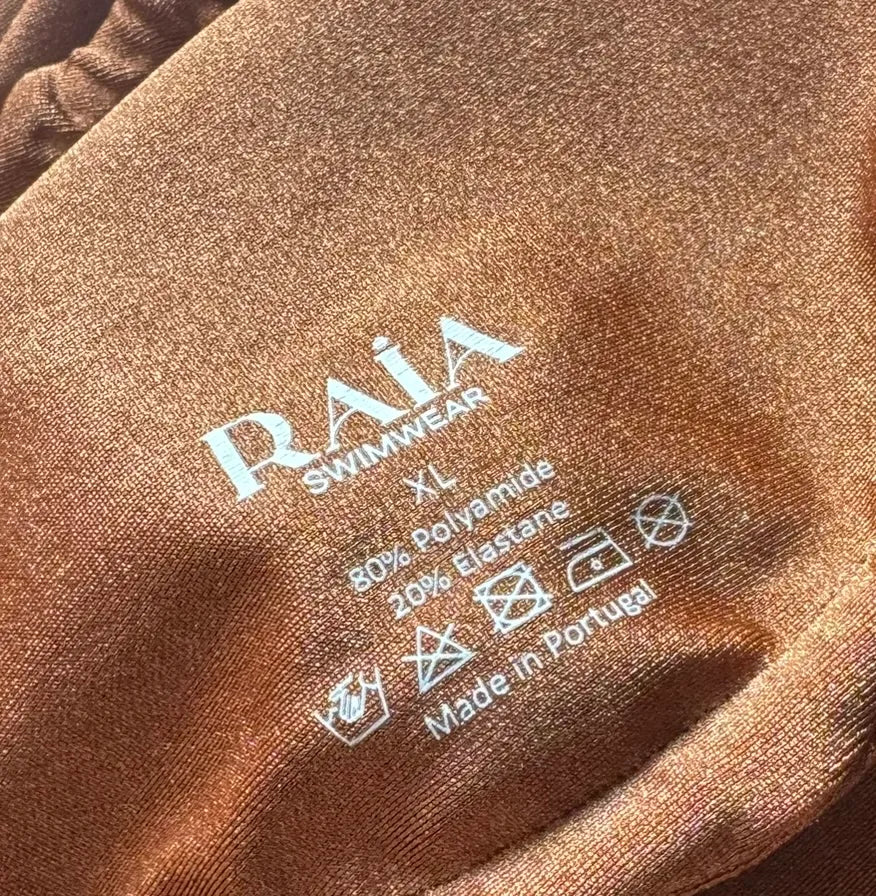 RAiA
SWIMWEAR
XL
80% Polyamide
20% Elastane
Made in Portugal